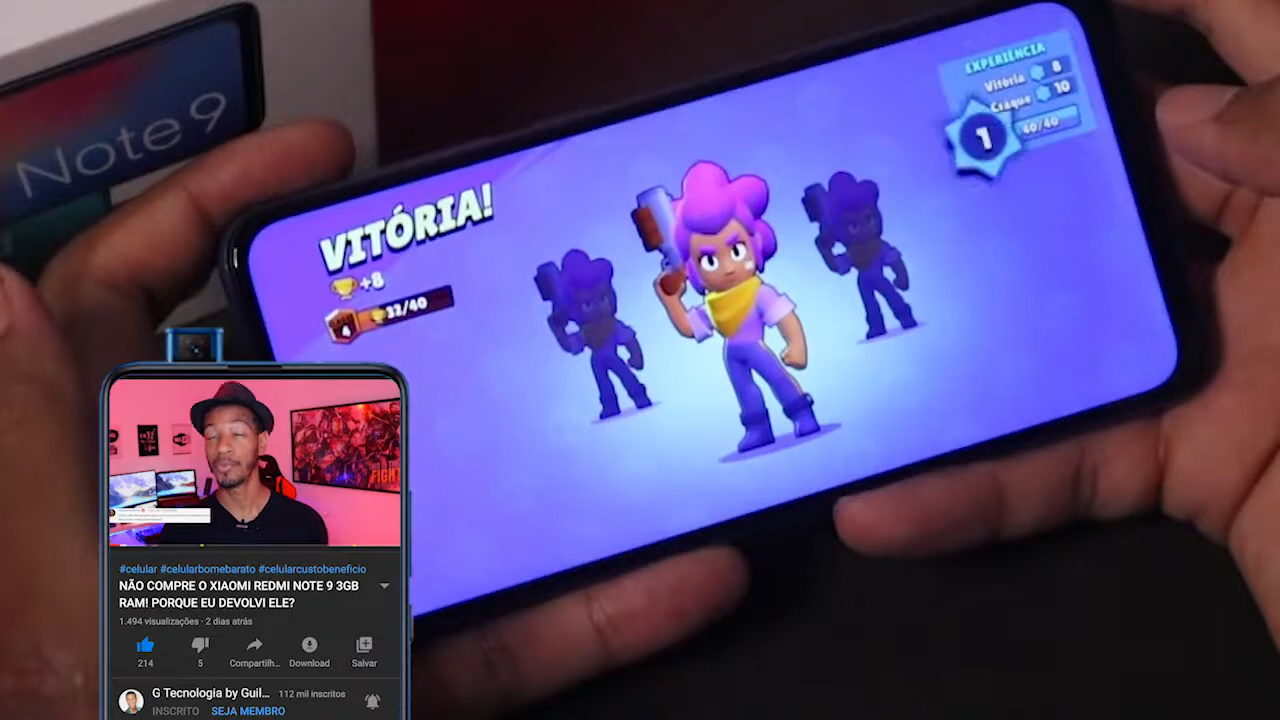 Note 9
VITÓRIA!
+8
4
32/40
EXPERIÊNCIA
Vitória 8
Craque 10
1
40/40
FIGHT
#celular #celularbomebarato #celularcustobeneficio
NÃO COMPRE O XIAOMI REDMI NOTE 9 3GB
RAM! PORQUE EU DEVOLVI ELE?
1.494 visualizações · 2 dias atrás
214
5
Compartilh...
Download
Salvar
G Tecnologia by Guil...
112 mil inscritos
INSCRITO
SEJA MEMBRO